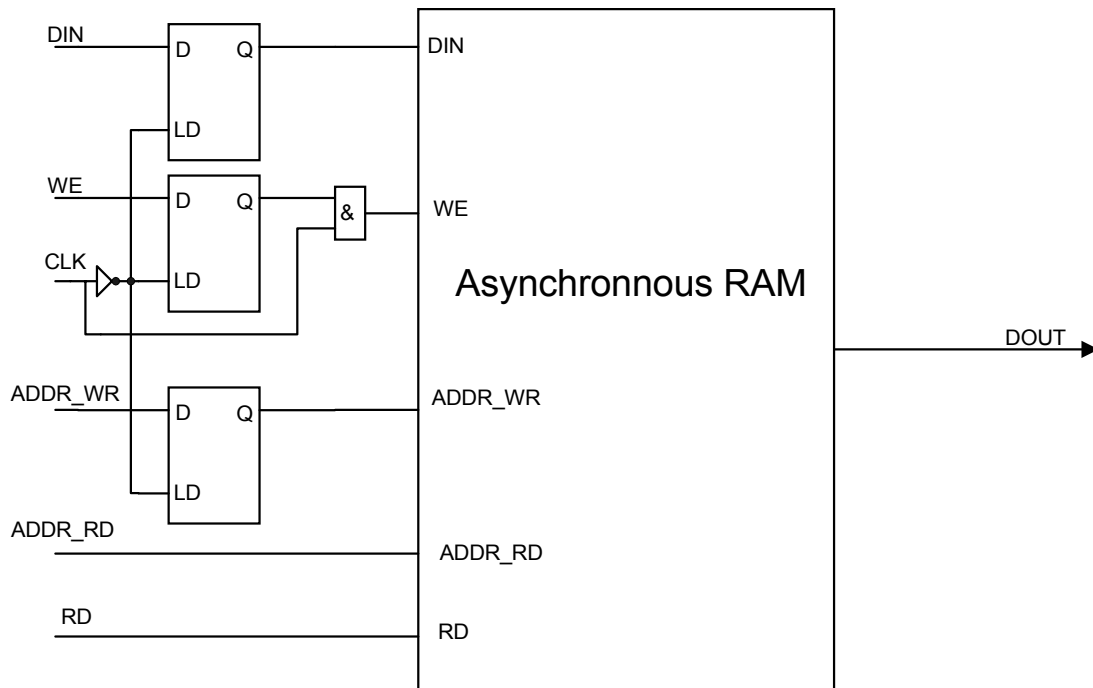 DIN
D Q
DIN
LD
WE
D Q
&
WE
CLK
LD
Asynchronnous RAM
DOUT
ADDR_WR
D Q
ADDR_WR
LD
ADDR_RD
ADDR_RD
RD
RD